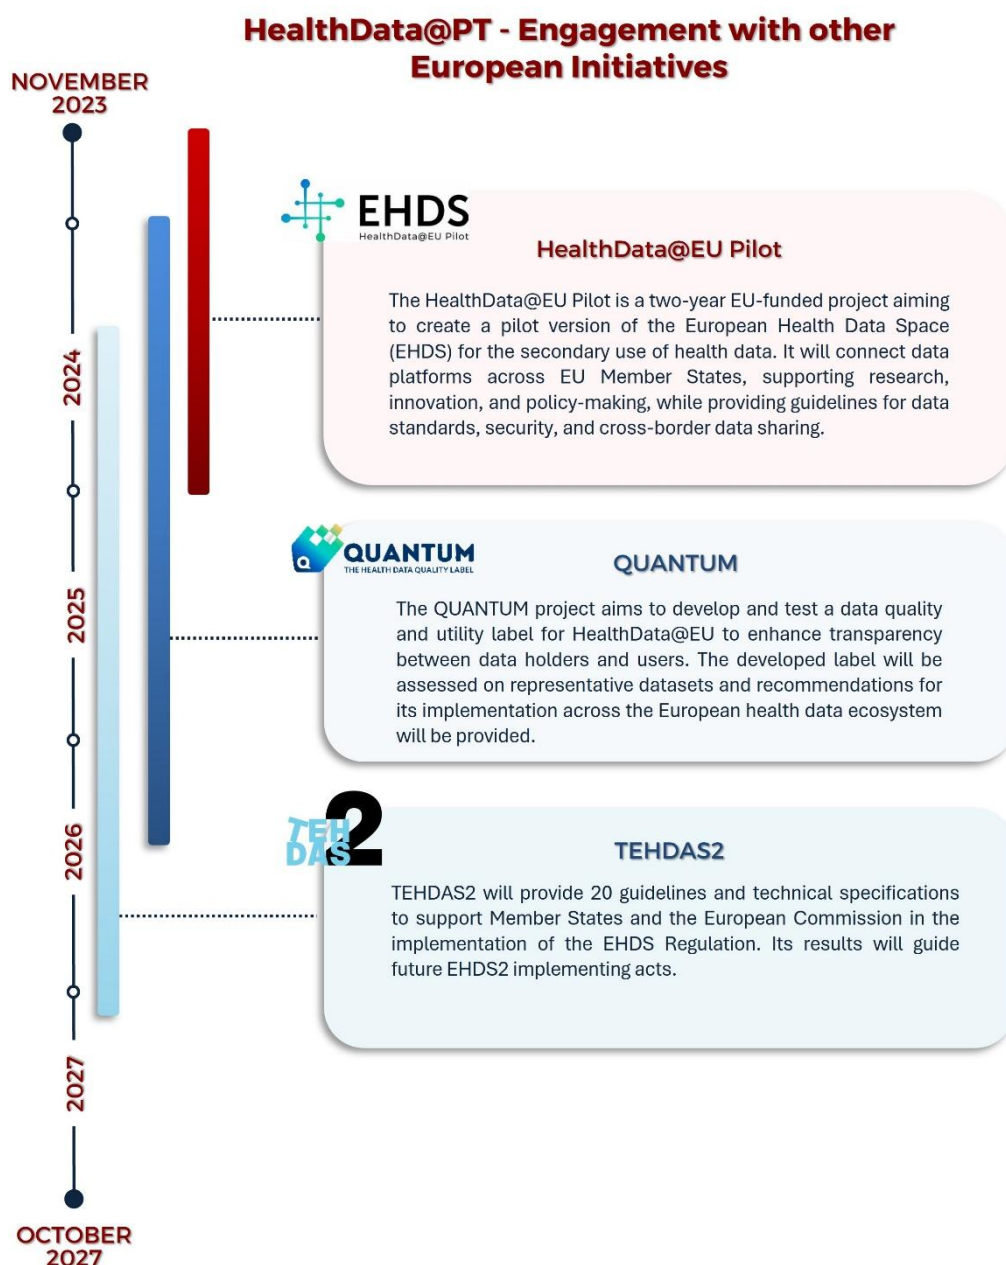 HealthData@PT - Engagement with other
European Initiatives
NOVEMBER
2023
2024
2025
2026
2027
OCTOBER
2027
EHDS
HealthData@EU Pilot
HealthData@EU Pilot
The HealthData@EU Pilot is a two-year EU-funded project aiming
to create a pilot version of the European Health Data Space
(EHDS) for the secondary use of health data. It will connect data
platforms across EU Member States, supporting research,
innovation, and policy-making, while providing guidelines for data
standards, security, and cross-border data sharing.
Q
QUANTUM
THE HEALTH DATA QUALITY LABEL
QUANTUM
The QUANTUM project aims to develop and test a data quality
and utility label for HealthData@EU to enhance transparency
between data holders and users. The developed label will be
assessed on representative datasets and recommendations for
its implementation across the European health data ecosystem
will be provided.
TEH
DAS 2
TEHDAS2
TEHDAS2 will provide 20 guidelines and technical specifications
to support Member States and the European Commission in the
implementation of the EHDS Regulation. Its results will guide
future EHDS2 implementing acts.